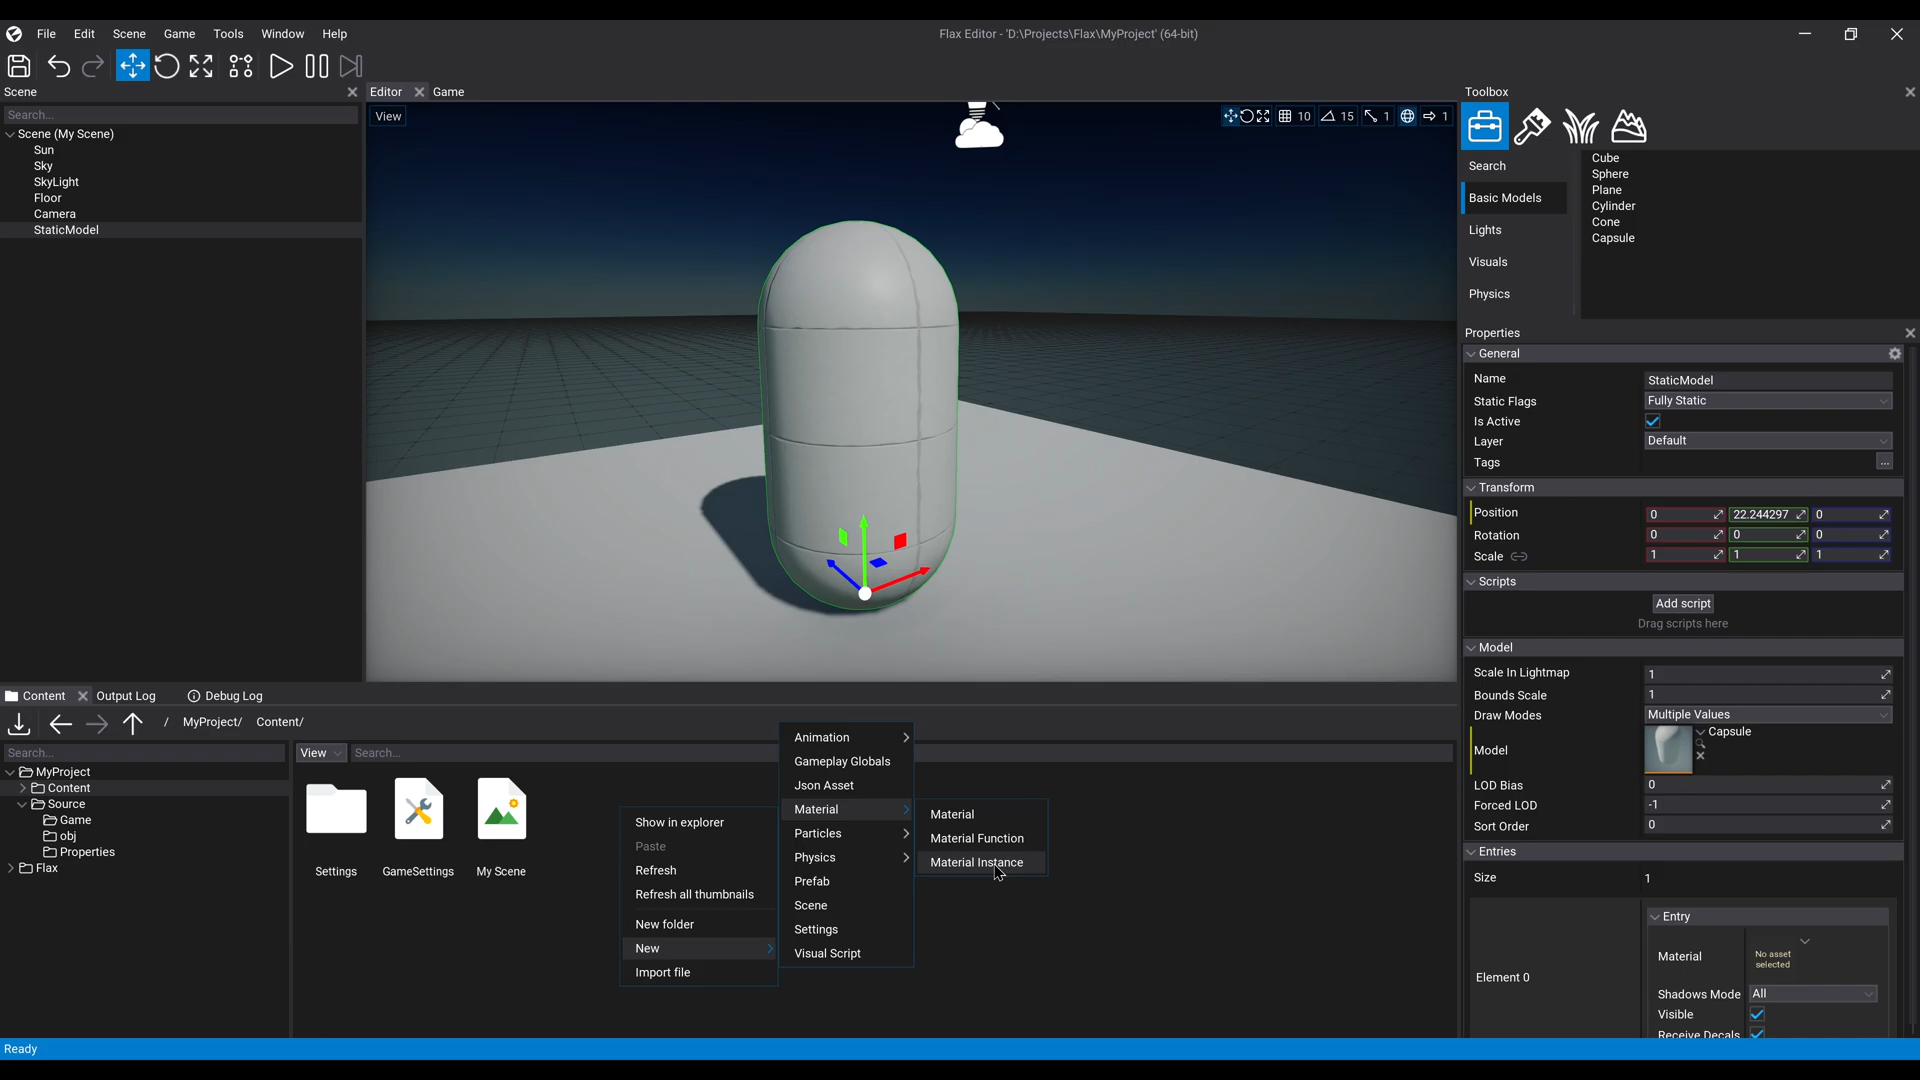 File Edit Scene Game Tools Window Help
Flax Editor - 'D:\Projects\Flax\MyProject' (64-bit)
Scene
Search...
Scene (My Scene)
Sun
Sky
SkyLight
Floor
Camera
StaticModel
Editor Game
View
10 15 1 1
Toolbox
Search
Basic Models
Lights
Visuals
Physics
Cube
Sphere
Plane
Cylinder
Cone
Capsule
Properties
General
Name StaticModel
Static Flags Fully Static
Is Active
Layer Default
Tags ...
Transform
Position 0 22.244297 0
Rotation 0 0 0
Scale 1 1 1
Scripts
Add script
Drag scripts here
Model
Scale In Lightmap 1
Bounds Scale 1
Draw Modes Multiple Values
Model Capsule
LOD Bias 0
Forced LOD -1
Sort Order 0
Entries
Size 1
Element 0
Entry
Material No asset
selected
Shadows Mode All
Visible
Receive Decals
Content Output Log Debug Log
/ MyProject/ Content/
Search...
MyProject
Content
Source
Game
obj
Properties
Flax
View Search...
Settings GameSettings My Scene
Show in explorer
Paste
Refresh
Refresh all thumbnails
New folder
New
Import file
Animation
Gameplay Globals
Json Asset
Material
Particles
Physics
Prefab
Scene
Settings
Visual Script
Material
Material Function
Material Instance
Ready